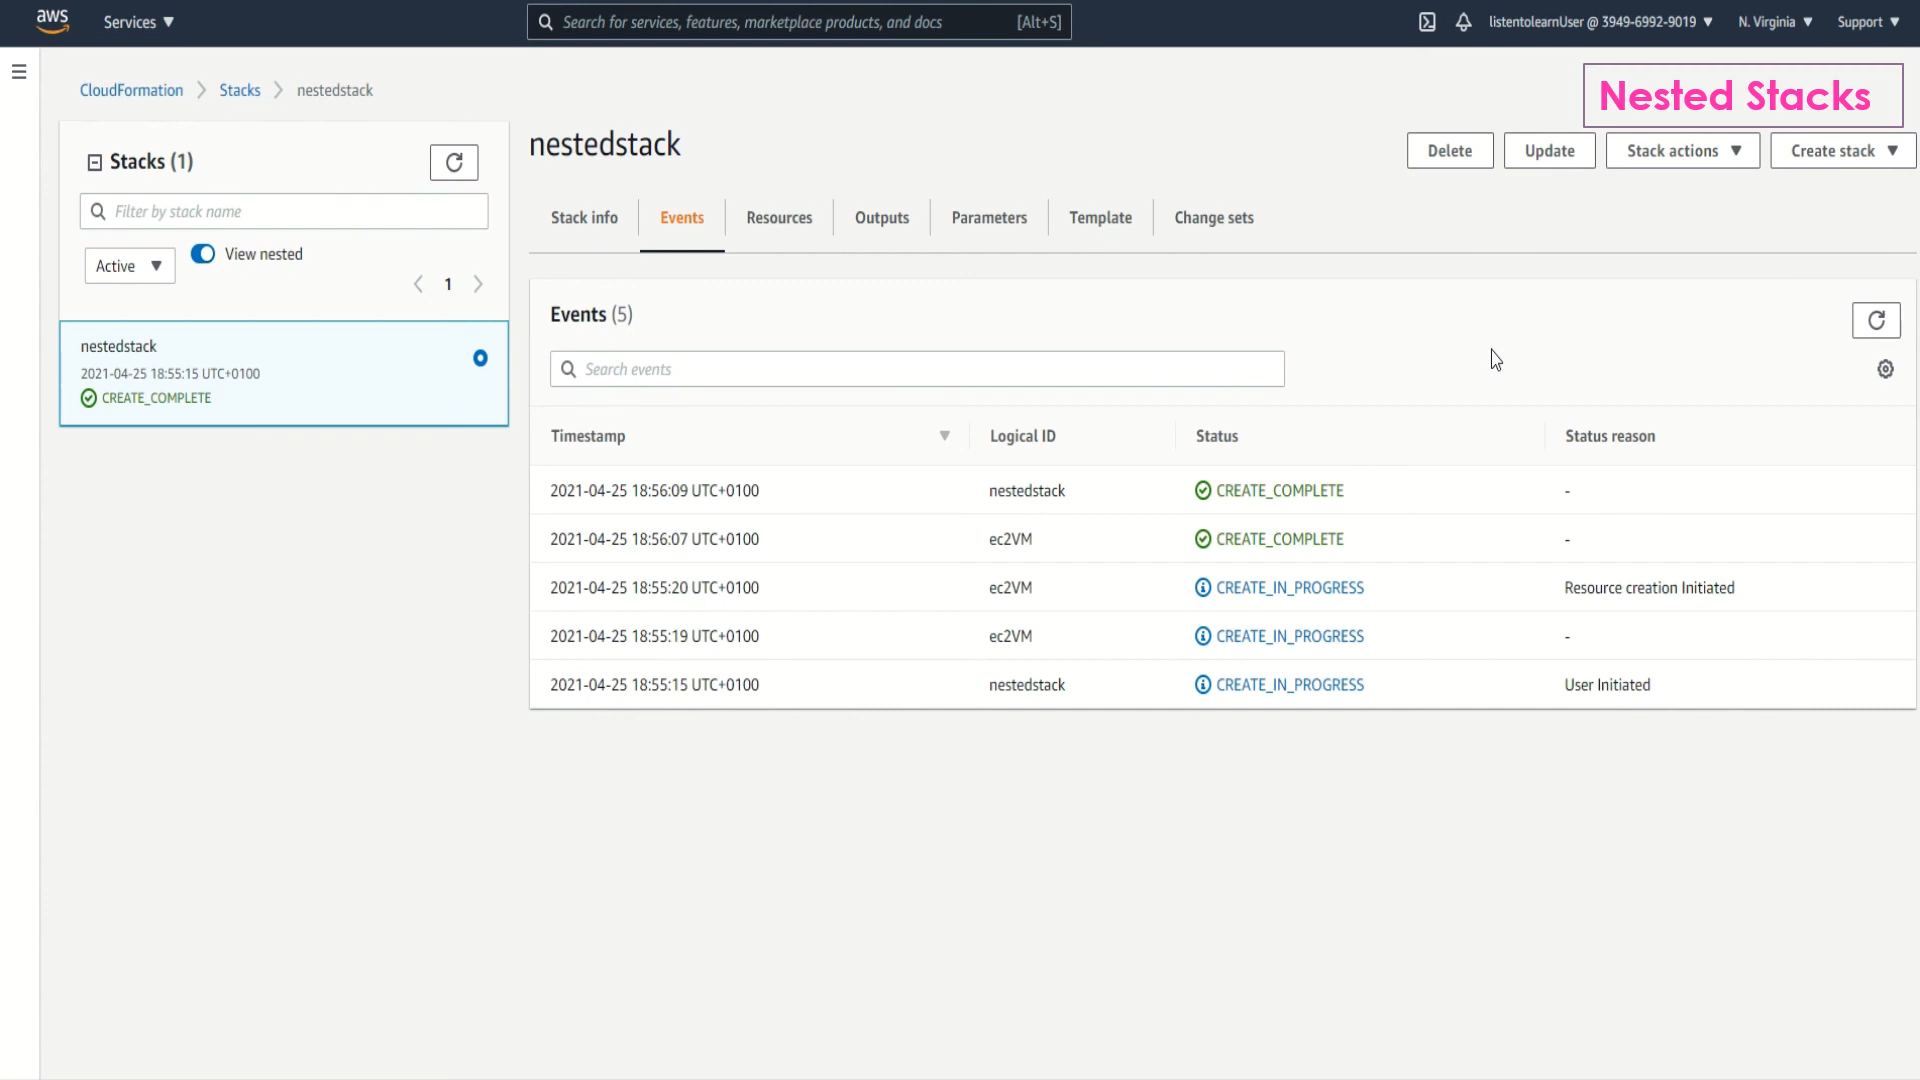 aws Services Search for services, features, marketplace products, and docs [Alt+S] listentolearnUser @ 3949-6992-9019 N. Virginia Support
CloudFormation Stacks nestedstack
Nested Stacks
Stacks (1)
Filter by stack name
Active View nested
1
nestedstack
2021-04-25 18:55:15 UTC+0100
CREATE_COMPLETE
nestedstack
Delete Update Stack actions Create stack
Stack info Events Resources Outputs Parameters Template Change sets
Events (5)
Search events
Timestamp Logical ID Status Status reason
2021-04-25 18:56:09 UTC+0100 nestedstack CREATE_COMPLETE -
2021-04-25 18:56:07 UTC+0100 ec2VM CREATE_COMPLETE -
2021-04-25 18:55:20 UTC+0100 ec2VM CREATE_IN_PROGRESS Resource creation Initiated
2021-04-25 18:55:19 UTC+0100 ec2VM CREATE_IN_PROGRESS -
2021-04-25 18:55:15 UTC+0100 nestedstack CREATE_IN_PROGRESS User Initiated